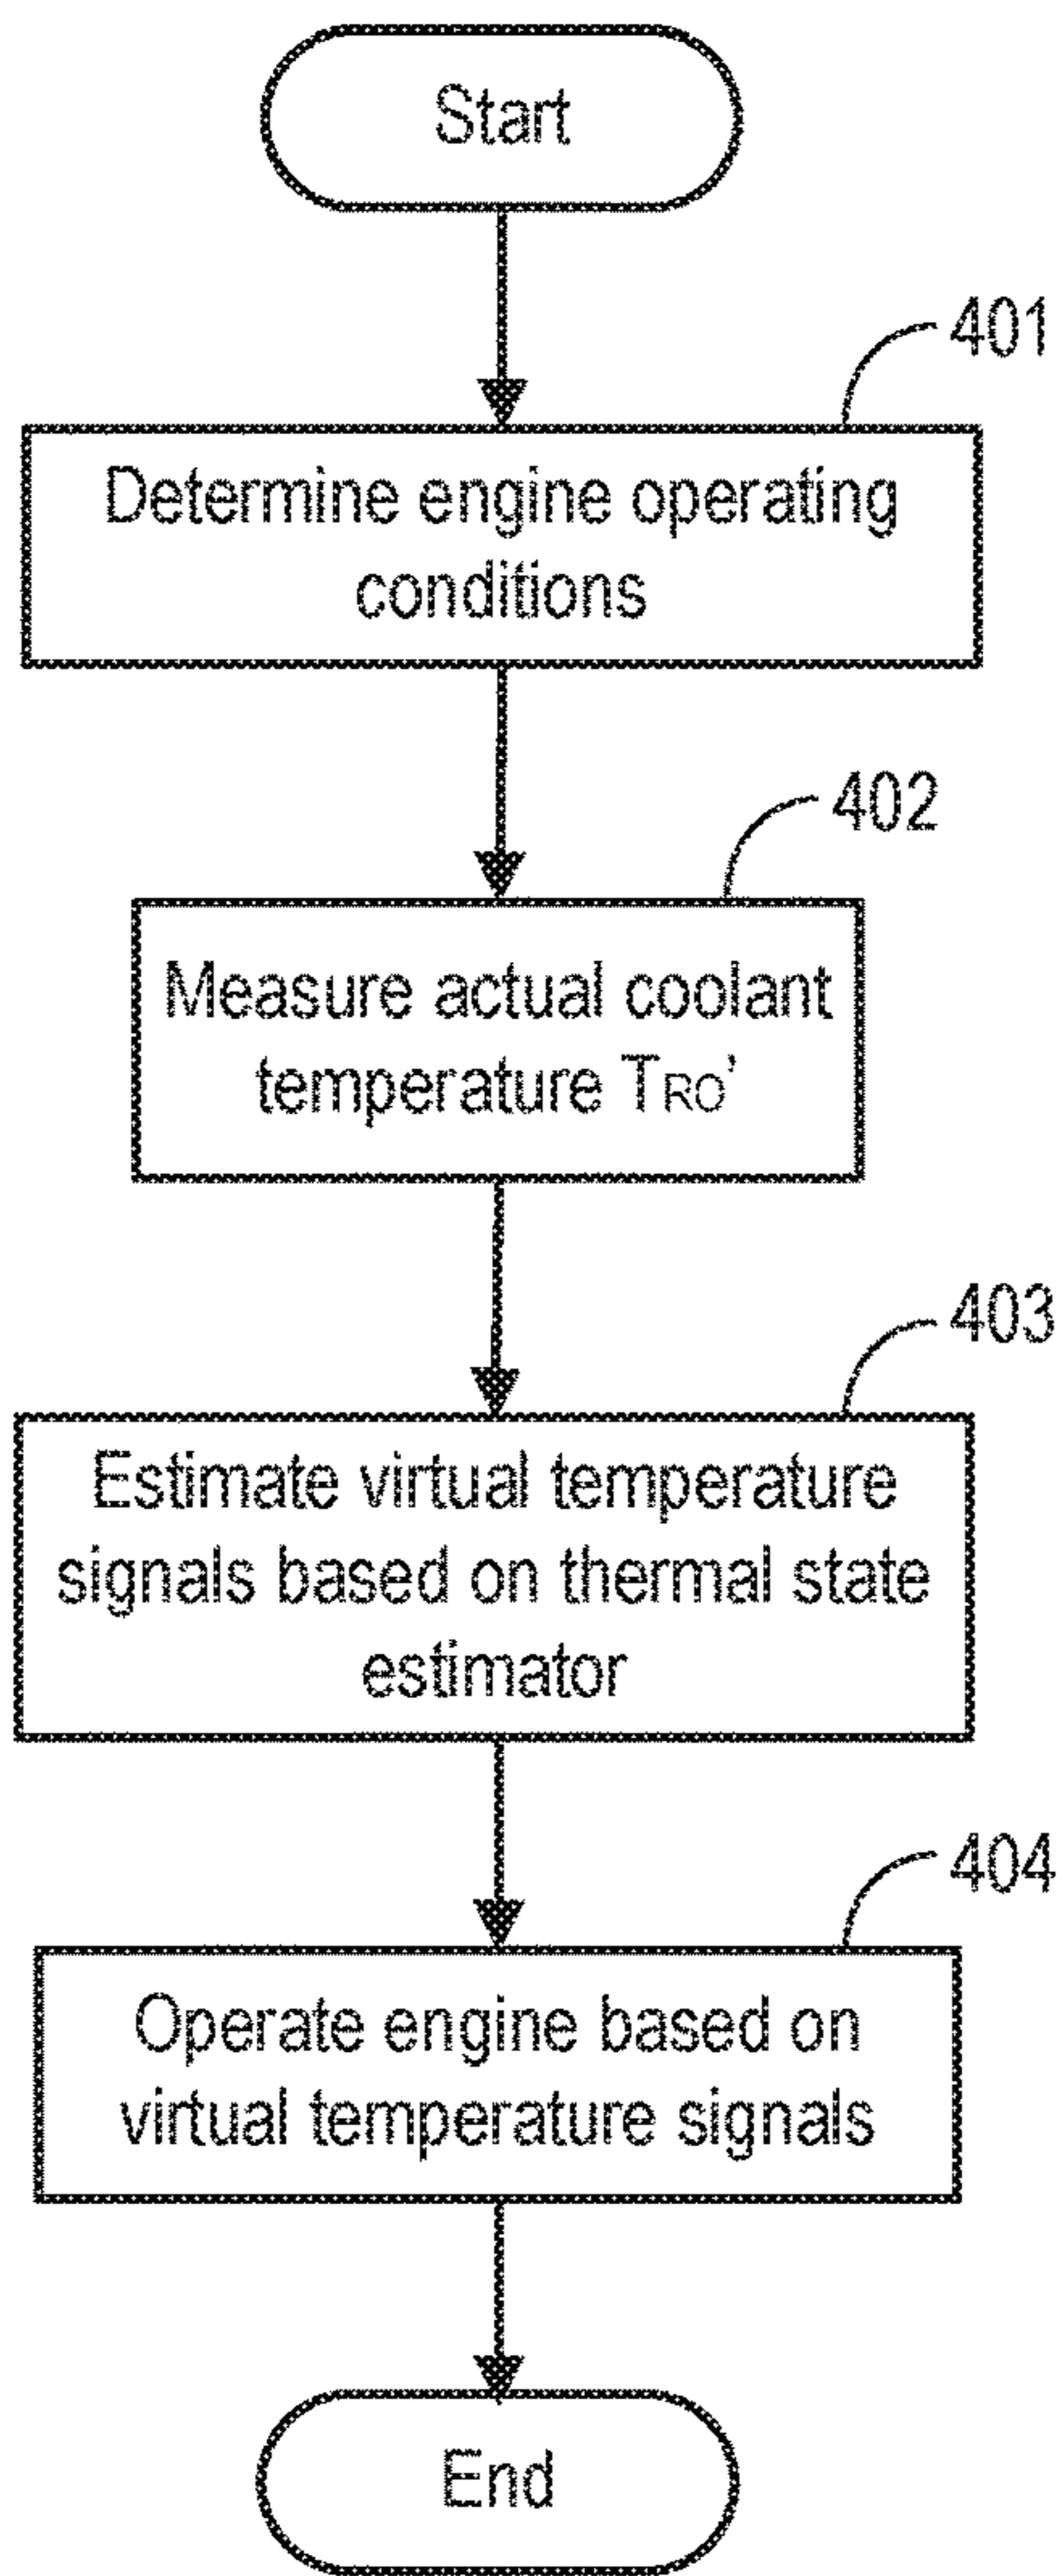 Start
401
Determine engine operating
conditions
402
Measure actual coolant
temperature TRO'
403
Estimate virtual temperature
signals based on thermal state
estimator
404
Operate engine based on
virtual temperature signals
End